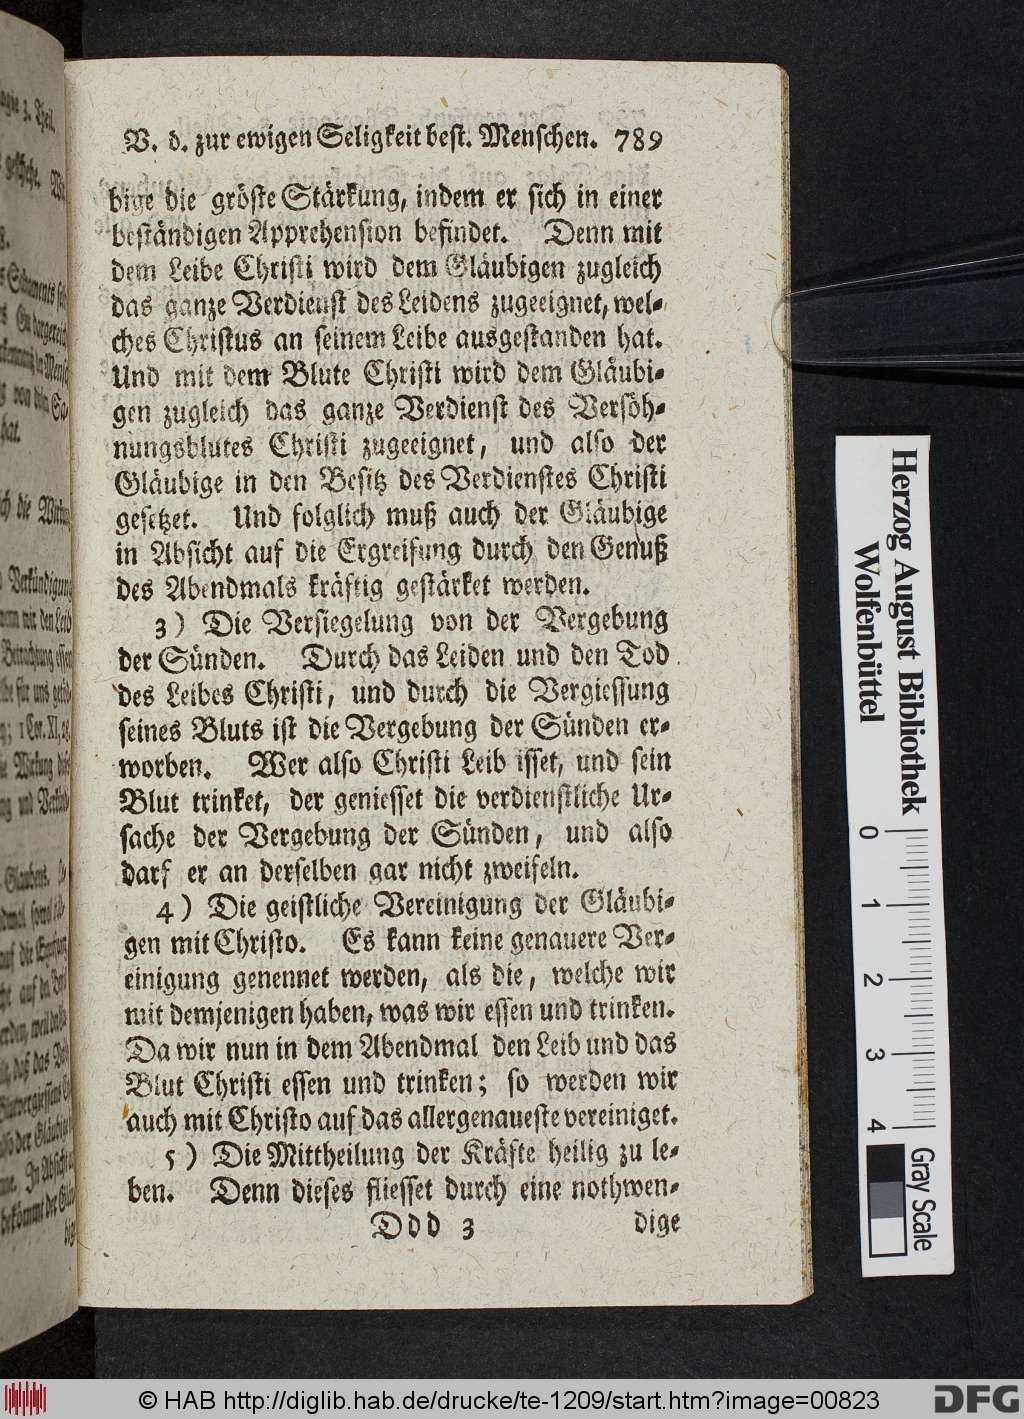 V. d. zur ewigen Seligkeit best. Menschen. 789
bige die gröste Stärkung, indem er sich in einer
beständigen Apprehension befindet. Denn mit
dem Leibe Christi wird dem Gläubigen zugleich
das ganze Verdienst des Leidens zugeeignet, wel-
ches Christus an seinem Leibe ausgestanden hat.
Und mit dem Blute Christi wird dem Gläubi-
gen zugleich das ganze Verdienst des Versöh-
nungsblutes Christi zugeeignet, und also der
Gläubige in den Besitz des Verdienstes Christi
gesetzet. Und folglich muß auch der Gläubige
in Absicht auf die Ergreifung durch den Genuß
des Abendmals kräftig gestärket werden.
3) Die Versiegelung von der Vergebung
der Sünden. Durch das Leiden und den Tod
des Leibes Christi, und durch die Vergiessung
seines Bluts ist die Vergebung der Sünden er-
worben. Wer also Christi Leib isset, und sein
Blut trinket, der geniesset die verdienstliche Ur-
sache der Vergebung der Sünden, und also
darf er an derselben gar nicht zweifeln.
4) Die geistliche Vereinigung der Gläubi-
gen mit Christo. Es kann keine genauere Ver-
einigung genennet werden, als die, welche wir
mit demjenigen haben, was wir essen und trinken.
Da wir nun in dem Abendmal den Leib und das
Blut Christi essen und trinken; so werden wir
auch mit Christo auf das allergenaueste vereiniget.
5) Die Mittheilung der Kräfte heilig zu le-
ben. Denn dieses fliesset durch eine nothwen-
Ddd 3 dige
Herzog August Bibliothek
Wolfenbüttel
0 1 2 3 4
Gray Scale
© HAB http://diglib.hab.de/drucke/te-1209/start.htm?image=00823
DFG